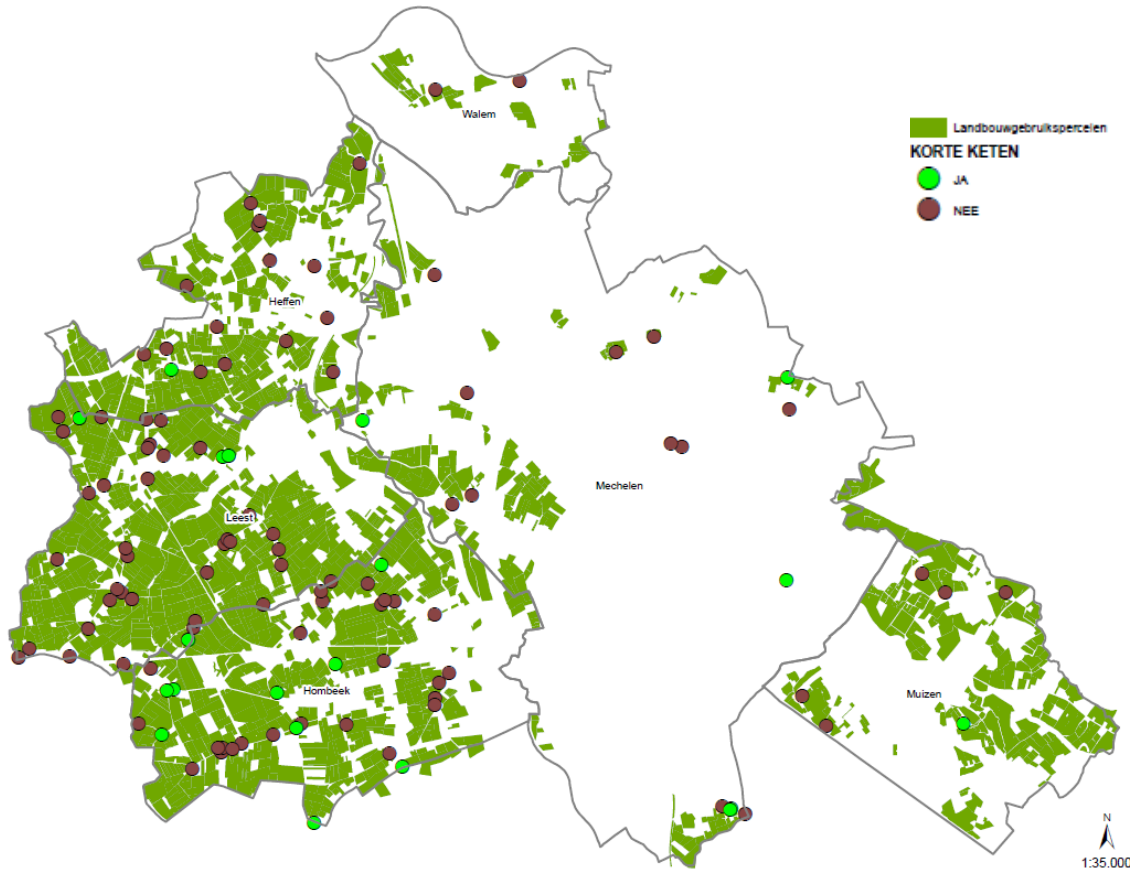 Walem
Landbouwgebruikspercelen
KORTE KETEN
JA
NEE
Heffen
Mechelen
Leest
Hombeek
Muizen
N
1:35.000